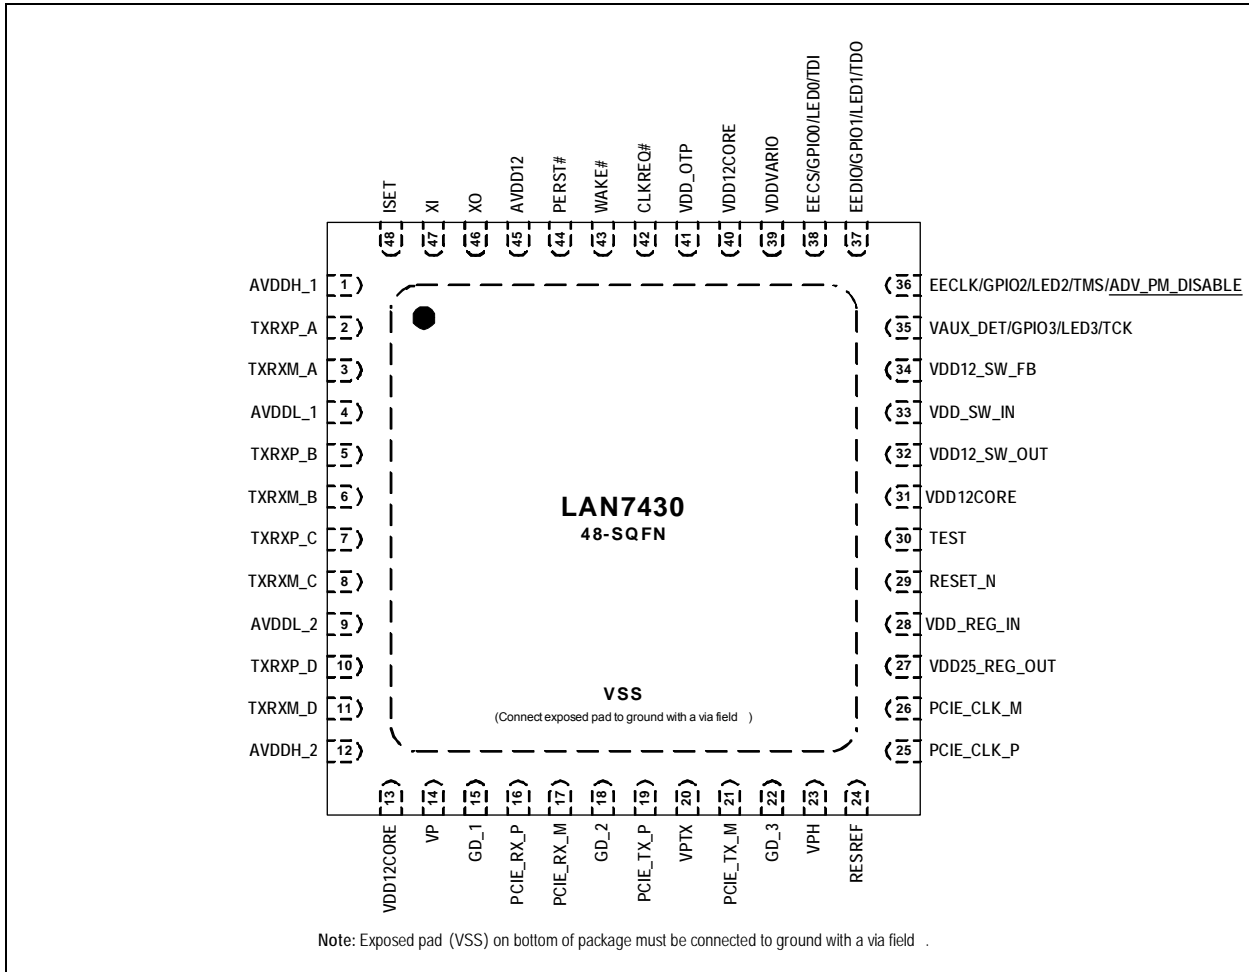 ISET
XI
XO
AVDD12
PERST#
WAKE#
CLKREQ#
VDD_OTP
VDD12CORE
VDDVARIO
EECS/GPIO0/LED0/TDI
EEDIO/GPIO1/LED1/TDO
48
47
46
45
44
43
42
41
40
39
38
37
AVDDH_1 1
TXRXP_A 2
TXRXM_A 3
AVDDL_1 4
TXRXP_B 5
TXRXM_B 6
TXRXP_C 7
TXRXM_C 8
AVDDL_2 9
TXRXP_D 10
TXRXM_D 11
AVDDH_2 12
36 EECLK/GPIO2/LED2/TMS/ADV_PM_DISABLE
35 VAUX_DET/GPIO3/LED3/TCK
34 VDD12_SW_FB
33 VDD_SW_IN
32 VDD12_SW_OUT
31 VDD12CORE
30 TEST
29 RESET_N
28 VDD_REG_IN
27 VDD25_REG_OUT
26 PCIE_CLK_M
25 PCIE_CLK_P
LAN7430
48-SQFN
VSS
(Connect exposed pad to ground with a via field )
13
14
15
16
17
18
19
20
21
22
23
24
VDD12CORE
VP
GD_1
PCIE_RX_P
PCIE_RX_M
GD_2
PCIE_TX_P
VPTX
PCIE_TX_M
GD_3
VPH
RESREF
Note: Exposed pad (VSS) on bottom of package must be connected to ground with a via field .